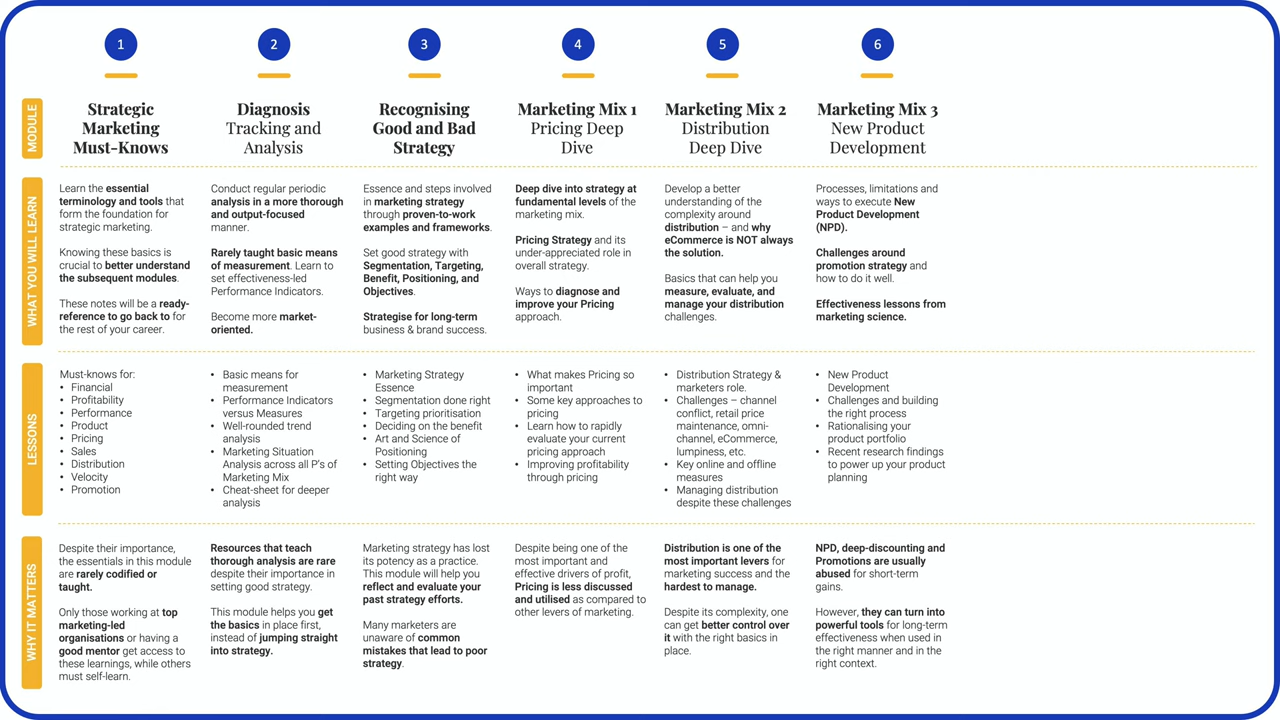 1
2
3
4
5
6
MODULE
Strategic
Marketing
Must-Knows
Diagnosis
Tracking and
Analysis
Recognising
Good and Bad
Strategy
Marketing Mix 1
Pricing Deep
Dive
Marketing Mix 2
Distribution
Deep Dive
Marketing Mix 3
New Product
Development
WHAT YOU WILL LEARN
Learn the essential
terminology and tools that
form the foundation for
strategic marketing.
Knowing these basics is
crucial to better understand
the subsequent modules.
These notes will be a ready-
reference to go back to for
the rest of your career.
Conduct regular periodic
analysis in a more thorough
and output-focused
manner.
Rarely taught basic means
of measurement. Learn to
set effectiveness-led
Performance Indicators.
Become more market-
oriented.
Essence and steps involved
in marketing strategy
through proven-to-work
examples and frameworks.
Set good strategy with
Segmentation, Targeting,
Benefit, Positioning, and
Objectives.
Strategise for long-term
business & brand success.
Deep dive into strategy at
fundamental levels of the
marketing mix.
Pricing Strategy and its
under-appreciated role in
overall strategy.
Ways to diagnose and
improve your Pricing
approach.
Develop a better
understanding of the
complexity around
distribution – and why
eCommerce is NOT always
the solution.
Basics that can help you
measure, evaluate, and
manage your distribution
challenges.
Processes, limitations and
ways to execute New
Product Development
(NPD).
Challenges around
promotion strategy and
how to do it well.
Effectiveness lessons from
marketing science.
LESSONS
Must-knows for:
• Financial
• Profitability
• Performance
• Product
• Pricing
• Sales
• Distribution
• Velocity
• Promotion
• Basic means for
measurement
• Performance Indicators
versus Measures
• Well-rounded trend
analysis
• Marketing Situation
Analysis across all P's of
Marketing Mix
• Cheat-sheet for deeper
analysis
• Marketing Strategy
Essence
• Segmentation done right
• Targeting prioritisation
• Deciding on the benefit
• Art and Science of
Positioning
• Setting Objectives the
right way
• What makes Pricing so
important
• Some key approaches to
pricing
• Learn how to rapidly
evaluate your current
pricing approach
• Improving profitability
through pricing
• Distribution Strategy &
marketers role.
• Challenges – channel
conflict, retail price
maintenance, omni-
channel, eCommerce,
lumpiness, etc.
• Key online and offline
measures
• Managing distribution
despite these challenges
• New Product
Development
• Challenges and building
the right process
• Rationalising your
product portfolio
• Recent research findings
to power up your product
planning
WHY IT MATTERS
Despite their importance,
the essentials in this module
are rarely codified or
taught.
Only those working at top
marketing-led
organisations or having a
good mentor get access to
these learnings, while others
must self-learn.
Resources that teach
thorough analysis are rare
despite their importance in
setting good strategy.
This module helps you get
the basics in place first,
instead of jumping straight
into strategy.
Marketing strategy has lost
its potency as a practice.
This module will help you
reflect and evaluate your
past strategy efforts.
Many marketers are
unaware of common
mistakes that lead to poor
strategy.
Despite being one of the
most important and
effective drivers of profit,
Pricing is less discussed
and utilised as compared to
other levers of marketing.
Distribution is one of the
most important levers for
marketing success and the
hardest to manage.
Despite its complexity, one
can get better control over
it with the right basics in
place.
NPD, deep-discounting and
Promotions are usually
abused for short-term
gains.
However, they can turn into
powerful tools for long-term
effectiveness when used in
the right manner and in the
right context.